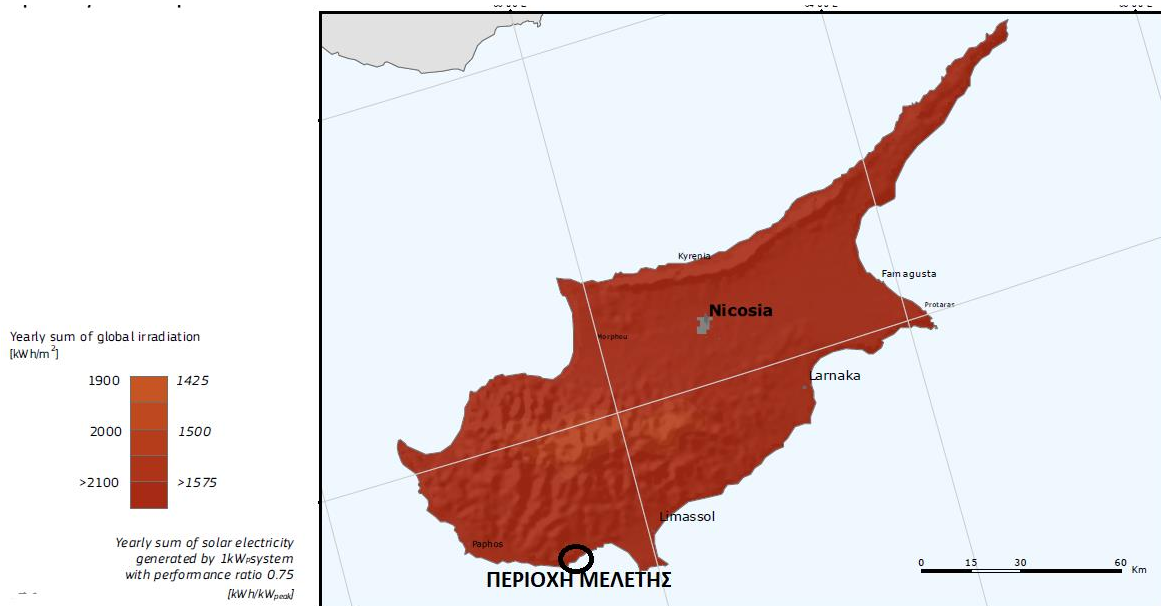 Kyrenia
Famagusta
Nicosia
Protaras
Morphou
Yearly sum of global irradiation
[kWh/m²]
Larnaka
1900 1425
2000 1500
>2100 >1575
Limassol
Yearly sum of solar electricity
generated by 1kWₚsystem
with performance ratio 0.75
[kWh/kWpeak]
Paphos
ΠΕΡΙΟΧΗ ΜΕΛΕΤΗΣ
0 15 30 60
Km